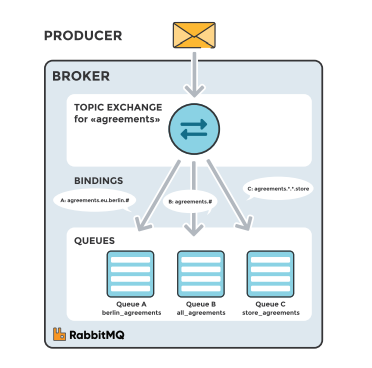 PRODUCER
BROKER
TOPIC EXCHANGE
for «agreements»
BINDINGS
A: agreements.eu.berlin.#
B: agreements.#
C: agreements.*.*.store
QUEUES
Queue A
berlin_agreements
Queue B
all_agreements
Queue C
store_agreements
RabbitMQ